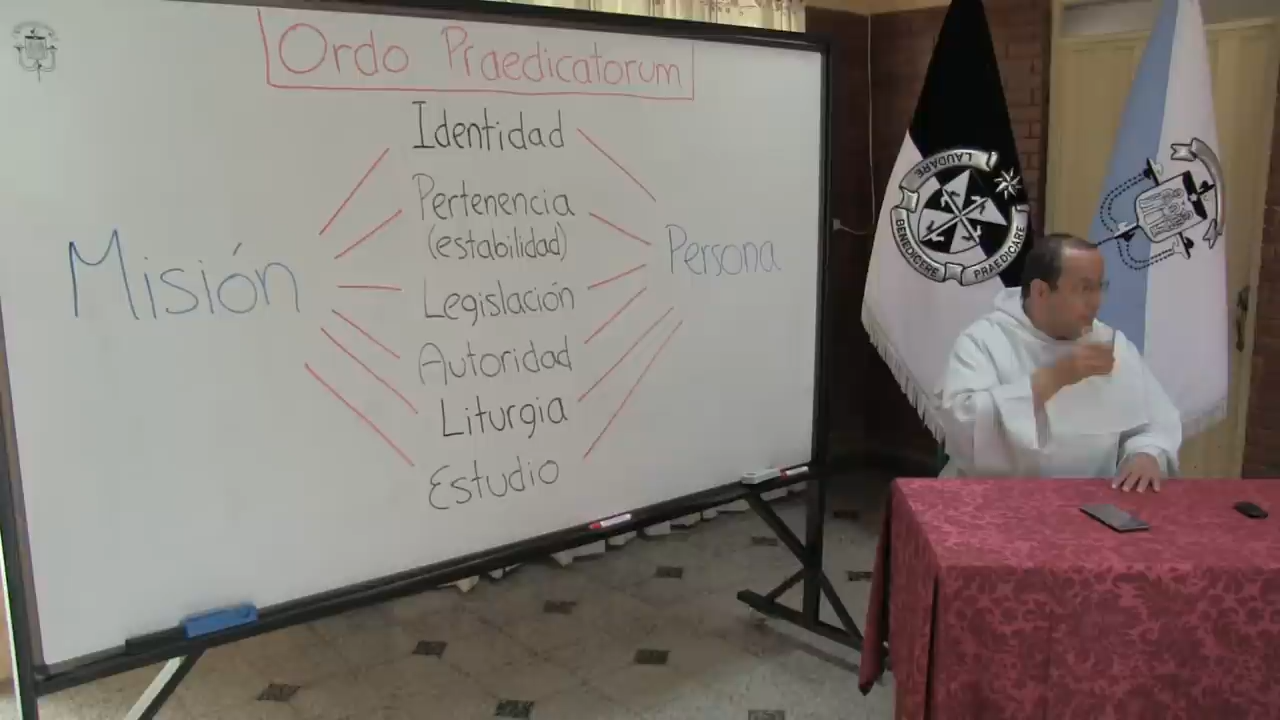 Ordo Praedicatorum
Identidad
Pertenencia
(estabilidad)
Misión
Persona
Legislación
Autoridad
Liturgia
Estudio
LAUDARE
BENEDICERE
PRAEDICARE